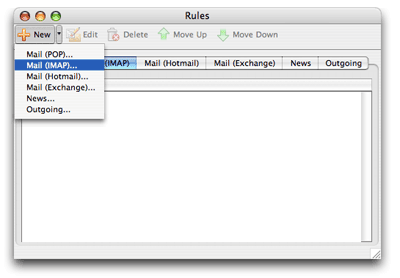 Rules
New Edit Delete Move Up Move Down
Mail (POP)...
Mail (IMAP)...
Mail (Hotmail)...
Mail (Exchange)...
News...
Outgoing...
(IMAP) Mail (Hotmail) Mail (Exchange) News Outgoing